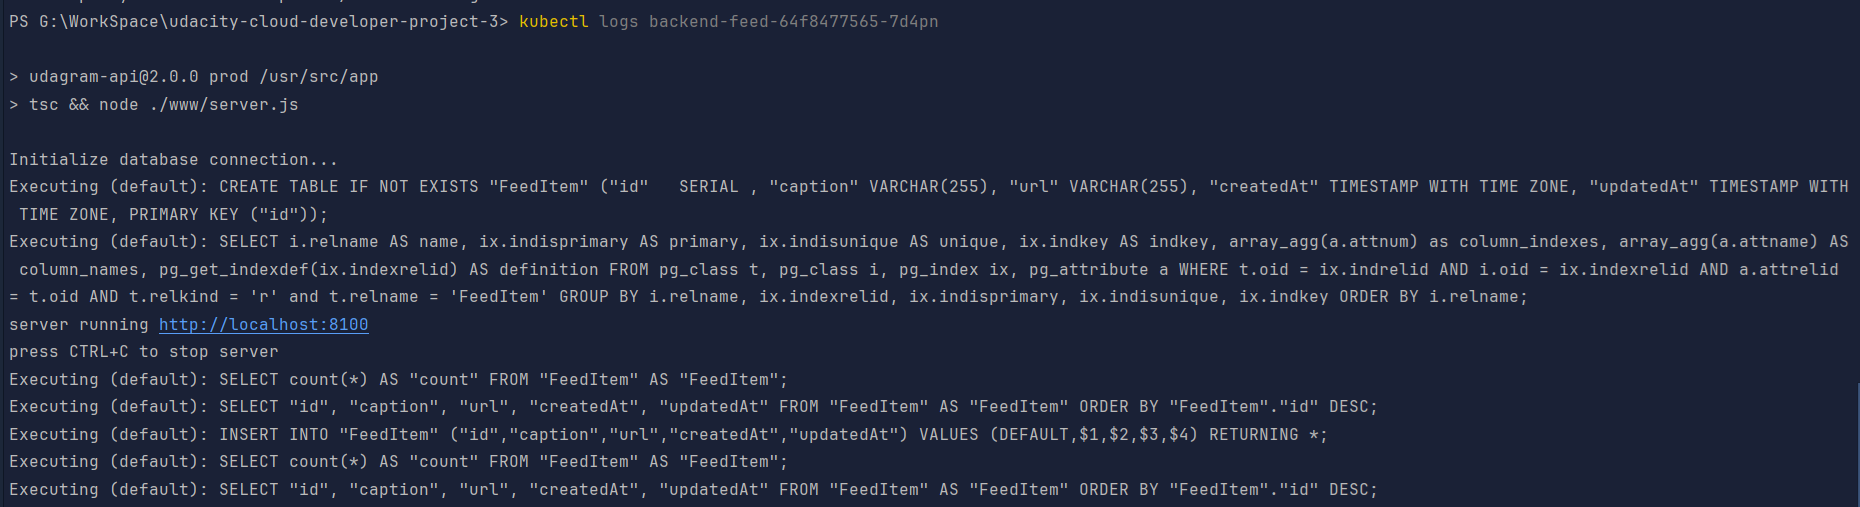 PS G:\WorkSpace\udacity-cloud-developer-project-3> kubectl logs backend-feed-64f8477565-7d4pn
> udagram-api@2.0.0 prod /usr/src/app
> tsc && node ./www/server.js
Initialize database connection...
Executing (default): CREATE TABLE IF NOT EXISTS "FeedItem" ("id"   SERIAL , "caption" VARCHAR(255), "url" VARCHAR(255), "createdAt" TIMESTAMP WITH TIME ZONE, "updatedAt" TIMESTAMP WITH
 TIME ZONE, PRIMARY KEY ("id"));
Executing (default): SELECT i.relname AS name, ix.indisprimary AS primary, ix.indisunique AS unique, ix.indkey AS indkey, array_agg(a.attnum) as column_indexes, array_agg(a.attname) AS
 column_names, pg_get_indexdef(ix.indexrelid) AS definition FROM pg_class t, pg_class i, pg_index ix, pg_attribute a WHERE t.oid = ix.indrelid AND i.oid = ix.indexrelid AND a.attrelid
= t.oid AND t.relkind = 'r' and t.relname = 'FeedItem' GROUP BY i.relname, ix.indexrelid, ix.indisprimary, ix.indisunique, ix.indkey ORDER BY i.relname;
server running http://localhost:8100
press CTRL+C to stop server
Executing (default): SELECT count(*) AS "count" FROM "FeedItem" AS "FeedItem";
Executing (default): SELECT "id", "caption", "url", "createdAt", "updatedAt" FROM "FeedItem" AS "FeedItem" ORDER BY "FeedItem"."id" DESC;
Executing (default): INSERT INTO "FeedItem" ("id","caption","url","createdAt","updatedAt") VALUES (DEFAULT,$1,$2,$3,$4) RETURNING *;
Executing (default): SELECT count(*) AS "count" FROM "FeedItem" AS "FeedItem";
Executing (default): SELECT "id", "caption", "url", "createdAt", "updatedAt" FROM "FeedItem" AS "FeedItem" ORDER BY "FeedItem"."id" DESC;